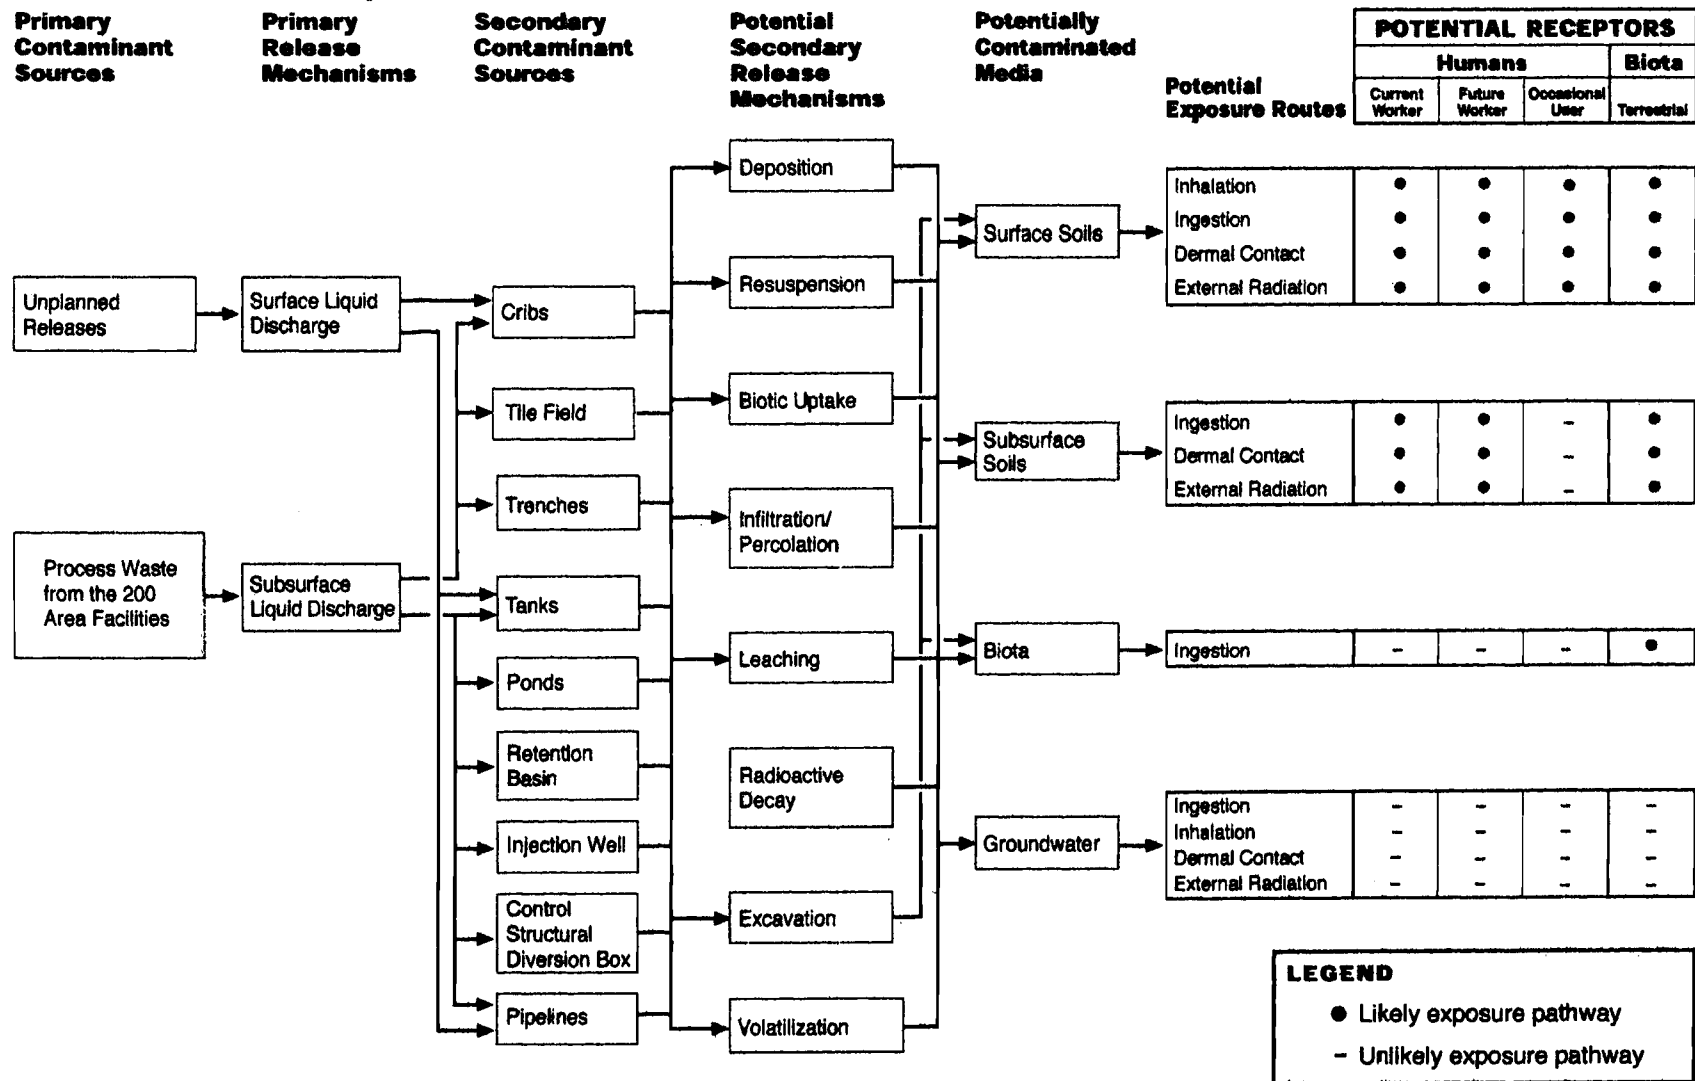 Primary
Contaminant
Sources
Primary
Release
Mechanisms
Secondary
Contaminant
Sources
Potential
Secondary
Release
Mechanisms
Potentially
Contaminated
Media
Potential
Exposure Routes
POTENTIAL RECEPTORS
Humans
Biota
Current
Worker
Future
Worker
Occasional
User
Terrestrial
Unplanned
Releases
Process Waste
from the 200
Area Facilities
Surface Liquid
Discharge
Subsurface
Liquid Discharge
Cribs
Tile Field
Trenches
Tanks
Ponds
Retention
Basin
Injection Well
Control
Structural
Diversion Box
Pipelines
Deposition
Resuspension
Biotic Uptake
Infiltration/
Percolation
Leaching
Radioactive
Decay
Excavation
Volatilization
Surface Soils
Subsurface
Soils
Biota
Groundwater
Inhalation ● ● ● ●
Ingestion ● ● ● ●
Dermal Contact ● ● ● ●
External Radiation ● ● ● ●
Ingestion ● ● – ●
Dermal Contact ● ● – ●
External Radiation ● ● – ●
Ingestion – – – ●
Ingestion – – – –
Inhalation – – – –
Dermal Contact – – – –
External Radiation – – – –
LEGEND
● Likely exposure pathway
– Unlikely exposure pathway